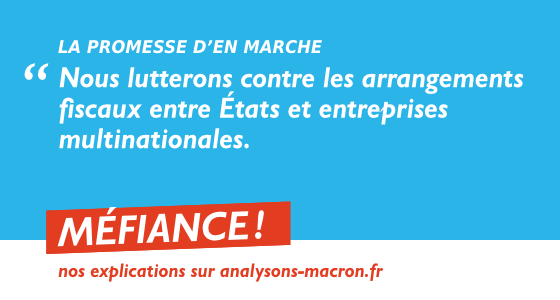 LA PROMESSE D’EN MARCHE
“ Nous lutterons contre les arrangements
fiscaux entre États et entreprises
multinationales.
MÉFIANCE !
nos explications sur analysons-macron.fr